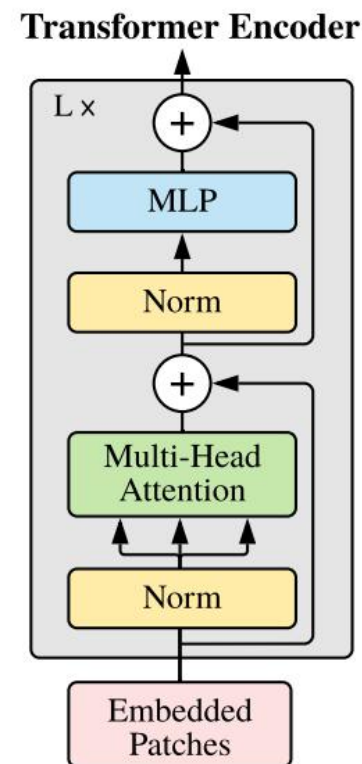 Transformer Encoder
L ×
+
MLP
Norm
+
Multi-Head
Attention
Norm
Embedded
Patches